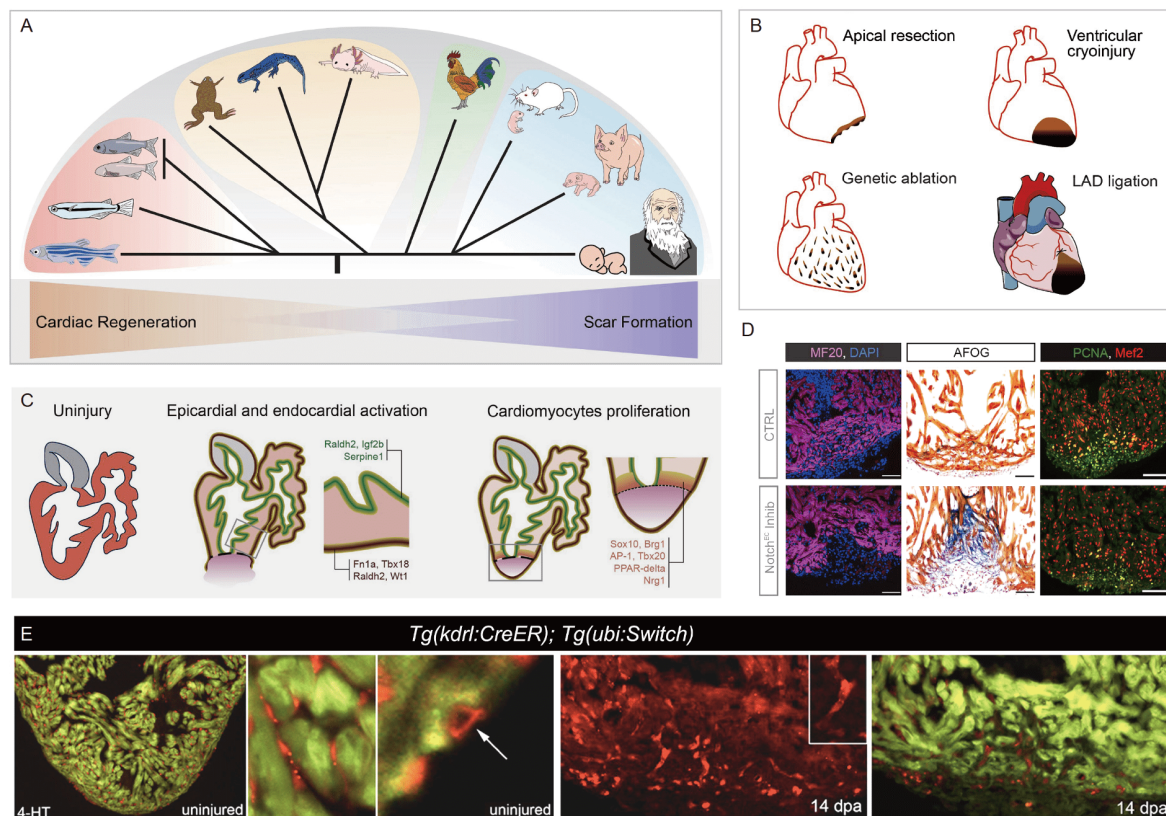 A
Cardiac Regeneration
Scar Formation
B
Apical resection
Ventricular
cryoinjury
Genetic ablation
LAD ligation
C
Uninjury
Epicardial and endocardial activation
Cardiomyocytes proliferation
Raldh2, Igf2b
Serpine1
Fn1a, Tbx18
Raldh2, Wt1
Sox10, Brg1
AP-1, Tbx20
PPAR-delta
Nrg1
D
MF20, DAPI
AFOG
PCNA, Mef2
CTRL
Notchᴱᶜ Inhib
E
Tg(kdrl:CreER); Tg(ubi:Switch)
4-HT
uninjured
uninjured
14 dpa
14 dpa